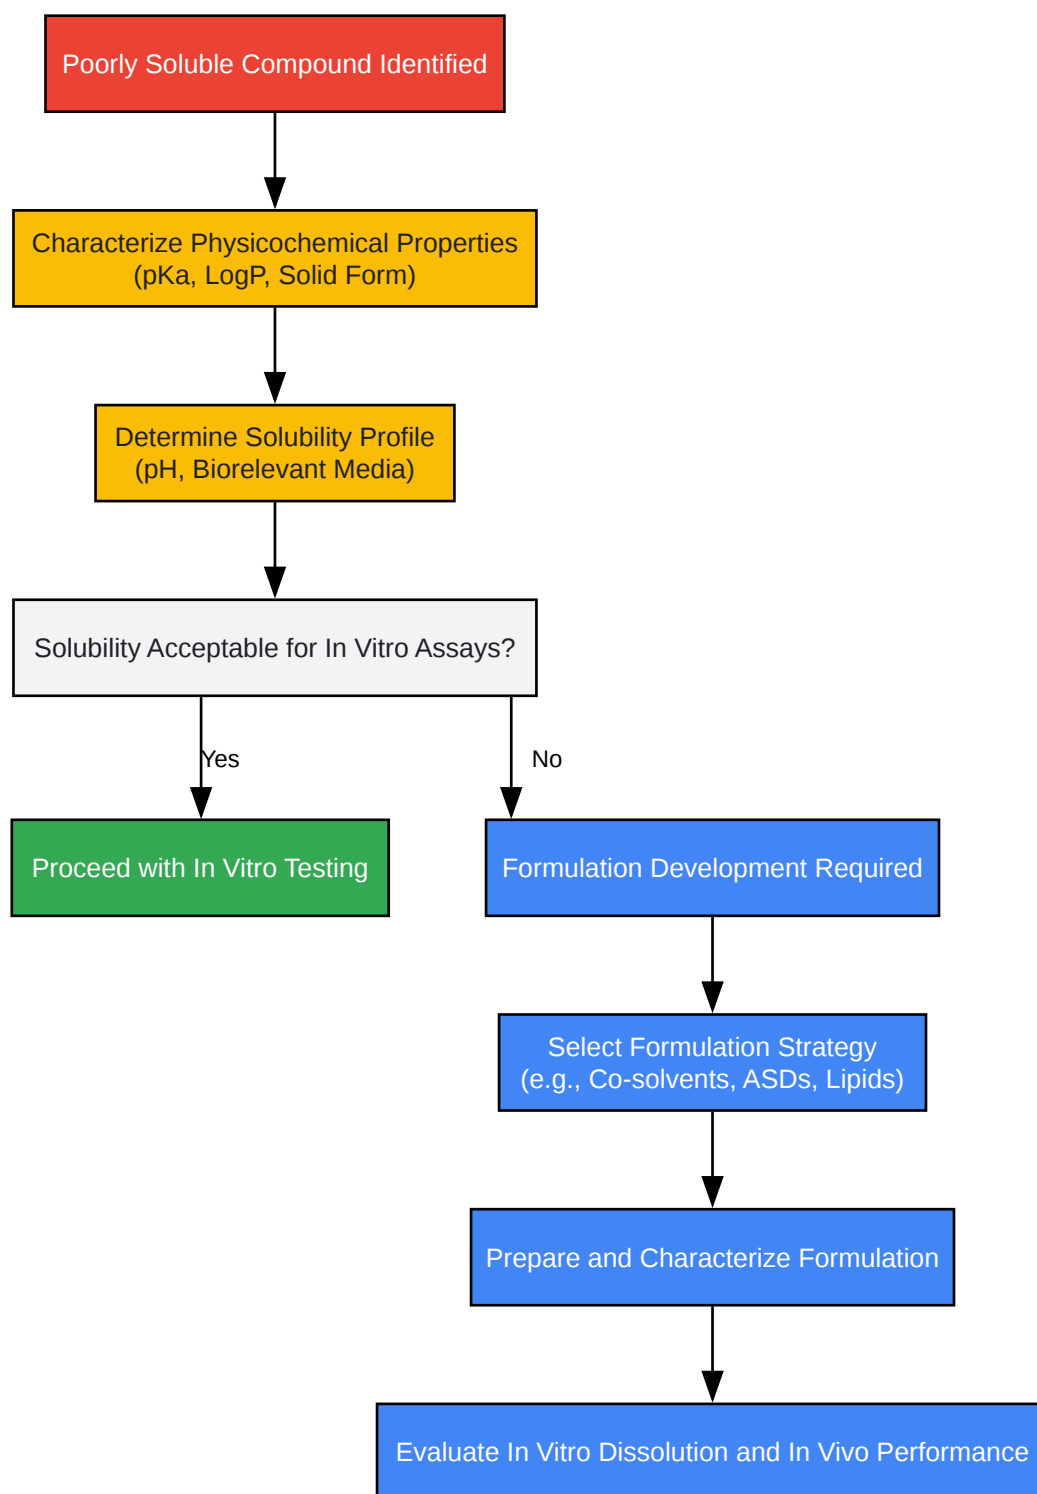 Poorly Soluble Compound Identified
Characterize Physicochemical Properties
(pKa, LogP, Solid Form)
Determine Solubility Profile
(pH, Biorelevant Media)
Solubility Acceptable for In Vitro Assays?
Yes
No
Proceed with In Vitro Testing
Formulation Development Required
Select Formulation Strategy
(e.g., Co-solvents, ASDs, Lipids)
Prepare and Characterize Formulation
Evaluate In Vitro Dissolution and In Vivo Performance